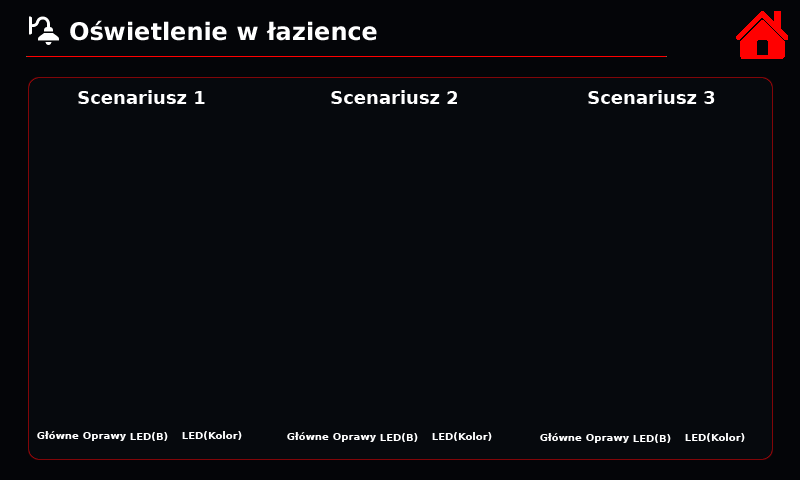 Oświetlenie w łazience
Scenariusz 1 Scenariusz 2 Scenariusz 3
Główne Oprawy LED(B) LED(Kolor) Główne Oprawy LED(B) LED(Kolor) Główne Oprawy LED(B) LED(Kolor)